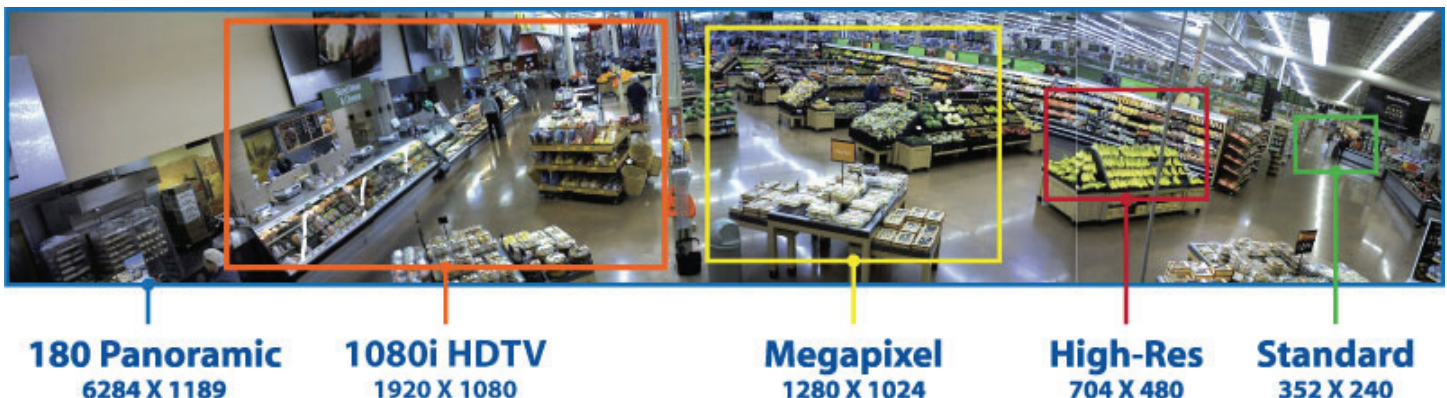 180 Panoramic
6284 X 1189
1080i HDTV
1920 X 1080
Megapixel
1280 X 1024
High-Res
704 X 480
Standard
352 X 240